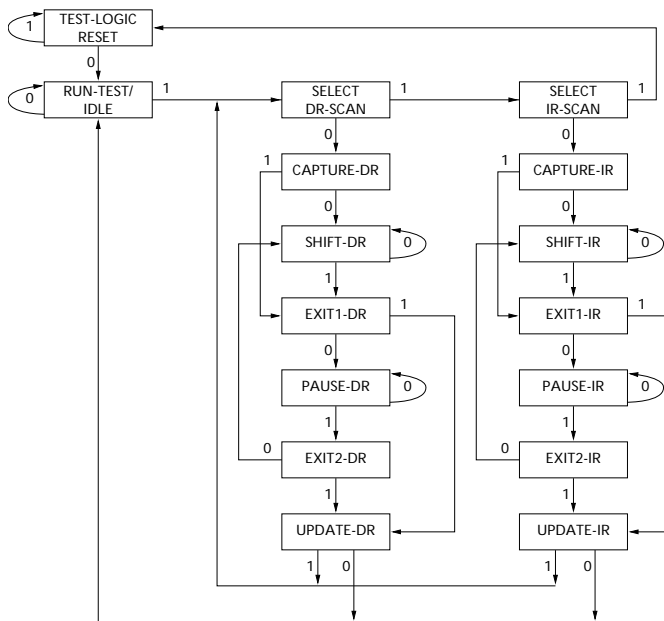 TEST-LOGIC
RESET
1
0
RUN-TEST/
IDLE
0
1
SELECT
DR-SCAN
1
SELECT
IR-SCAN
1
0
0
1
CAPTURE-DR
1
CAPTURE-IR
0
0
SHIFT-DR
0
SHIFT-IR
0
1
1
EXIT1-DR
1
EXIT1-IR
1
0
0
PAUSE-DR
0
PAUSE-IR
0
1
1
0
EXIT2-DR
0
EXIT2-IR
1
1
UPDATE-DR
UPDATE-IR
1
0
1
0